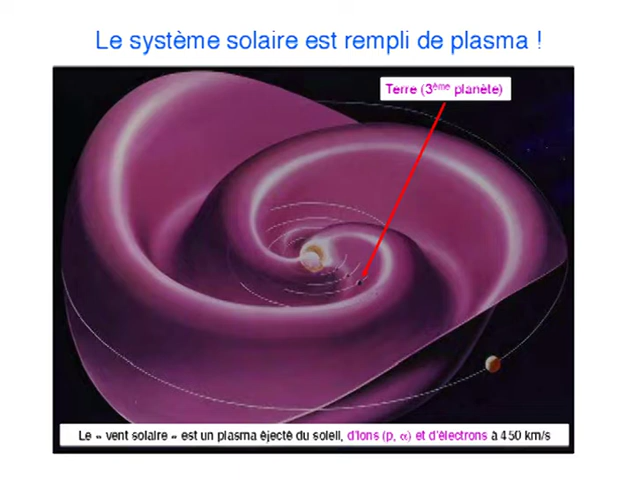 Le système solaire est rempli de plasma !
Terre (3ème planète)
Le « vent solaire » est un plasma éjecté du soleil, d'ions (p, α) et d'électrons à 450 km/s